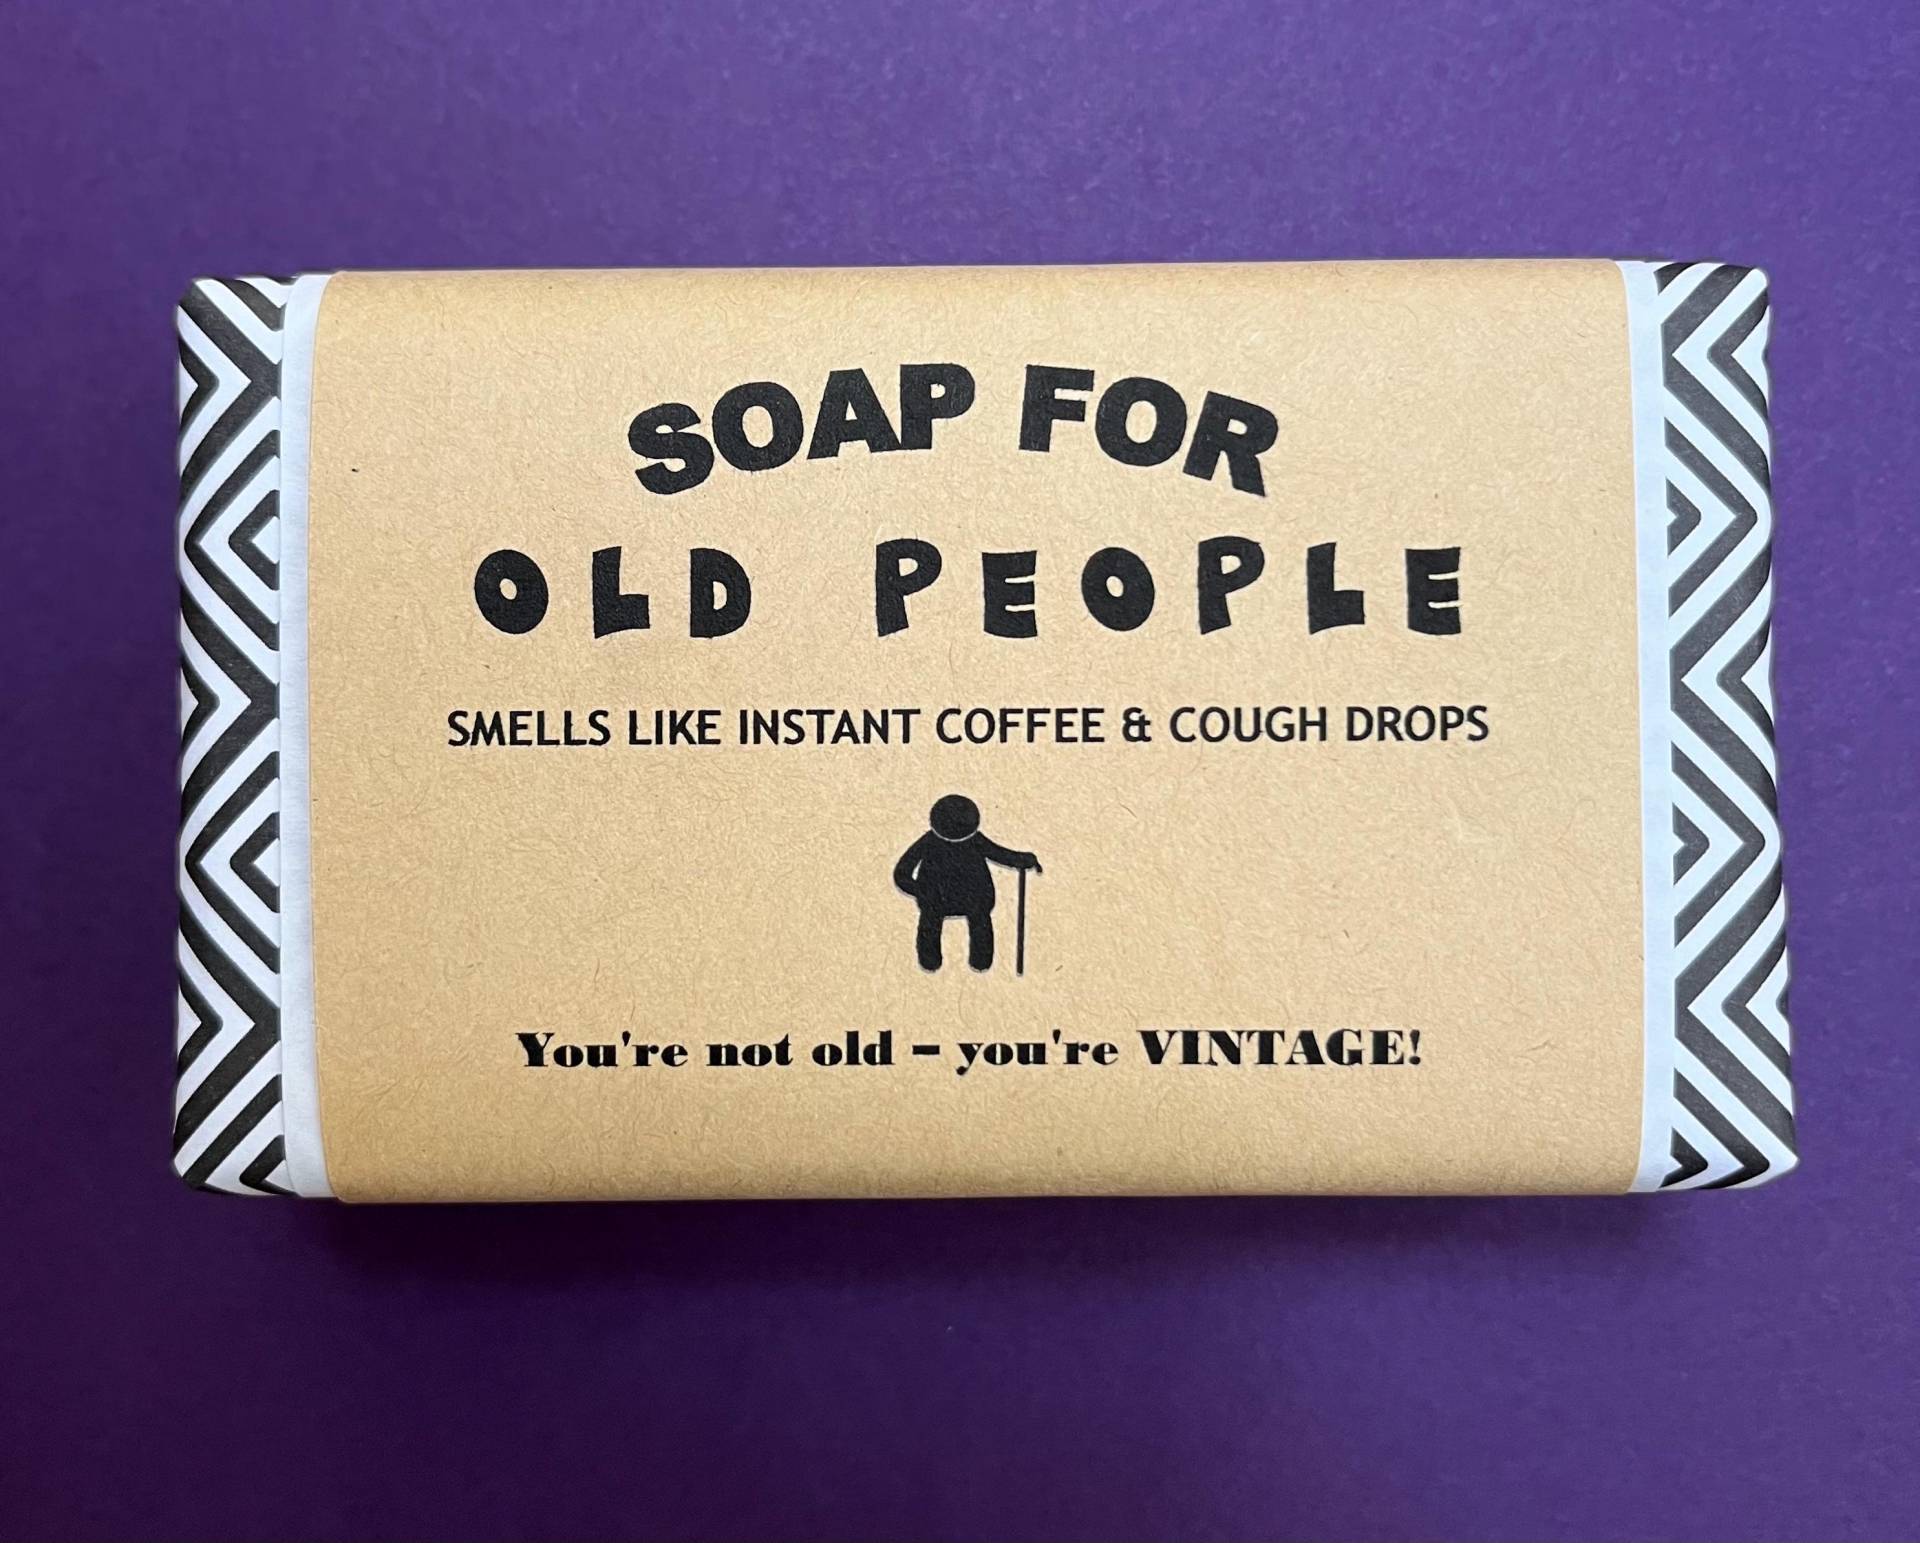 SOAP FOR
OLD PEOPLE
SMELLS LIKE INSTANT COFFEE & COUGH DROPS
You're not old – you're VINTAGE!